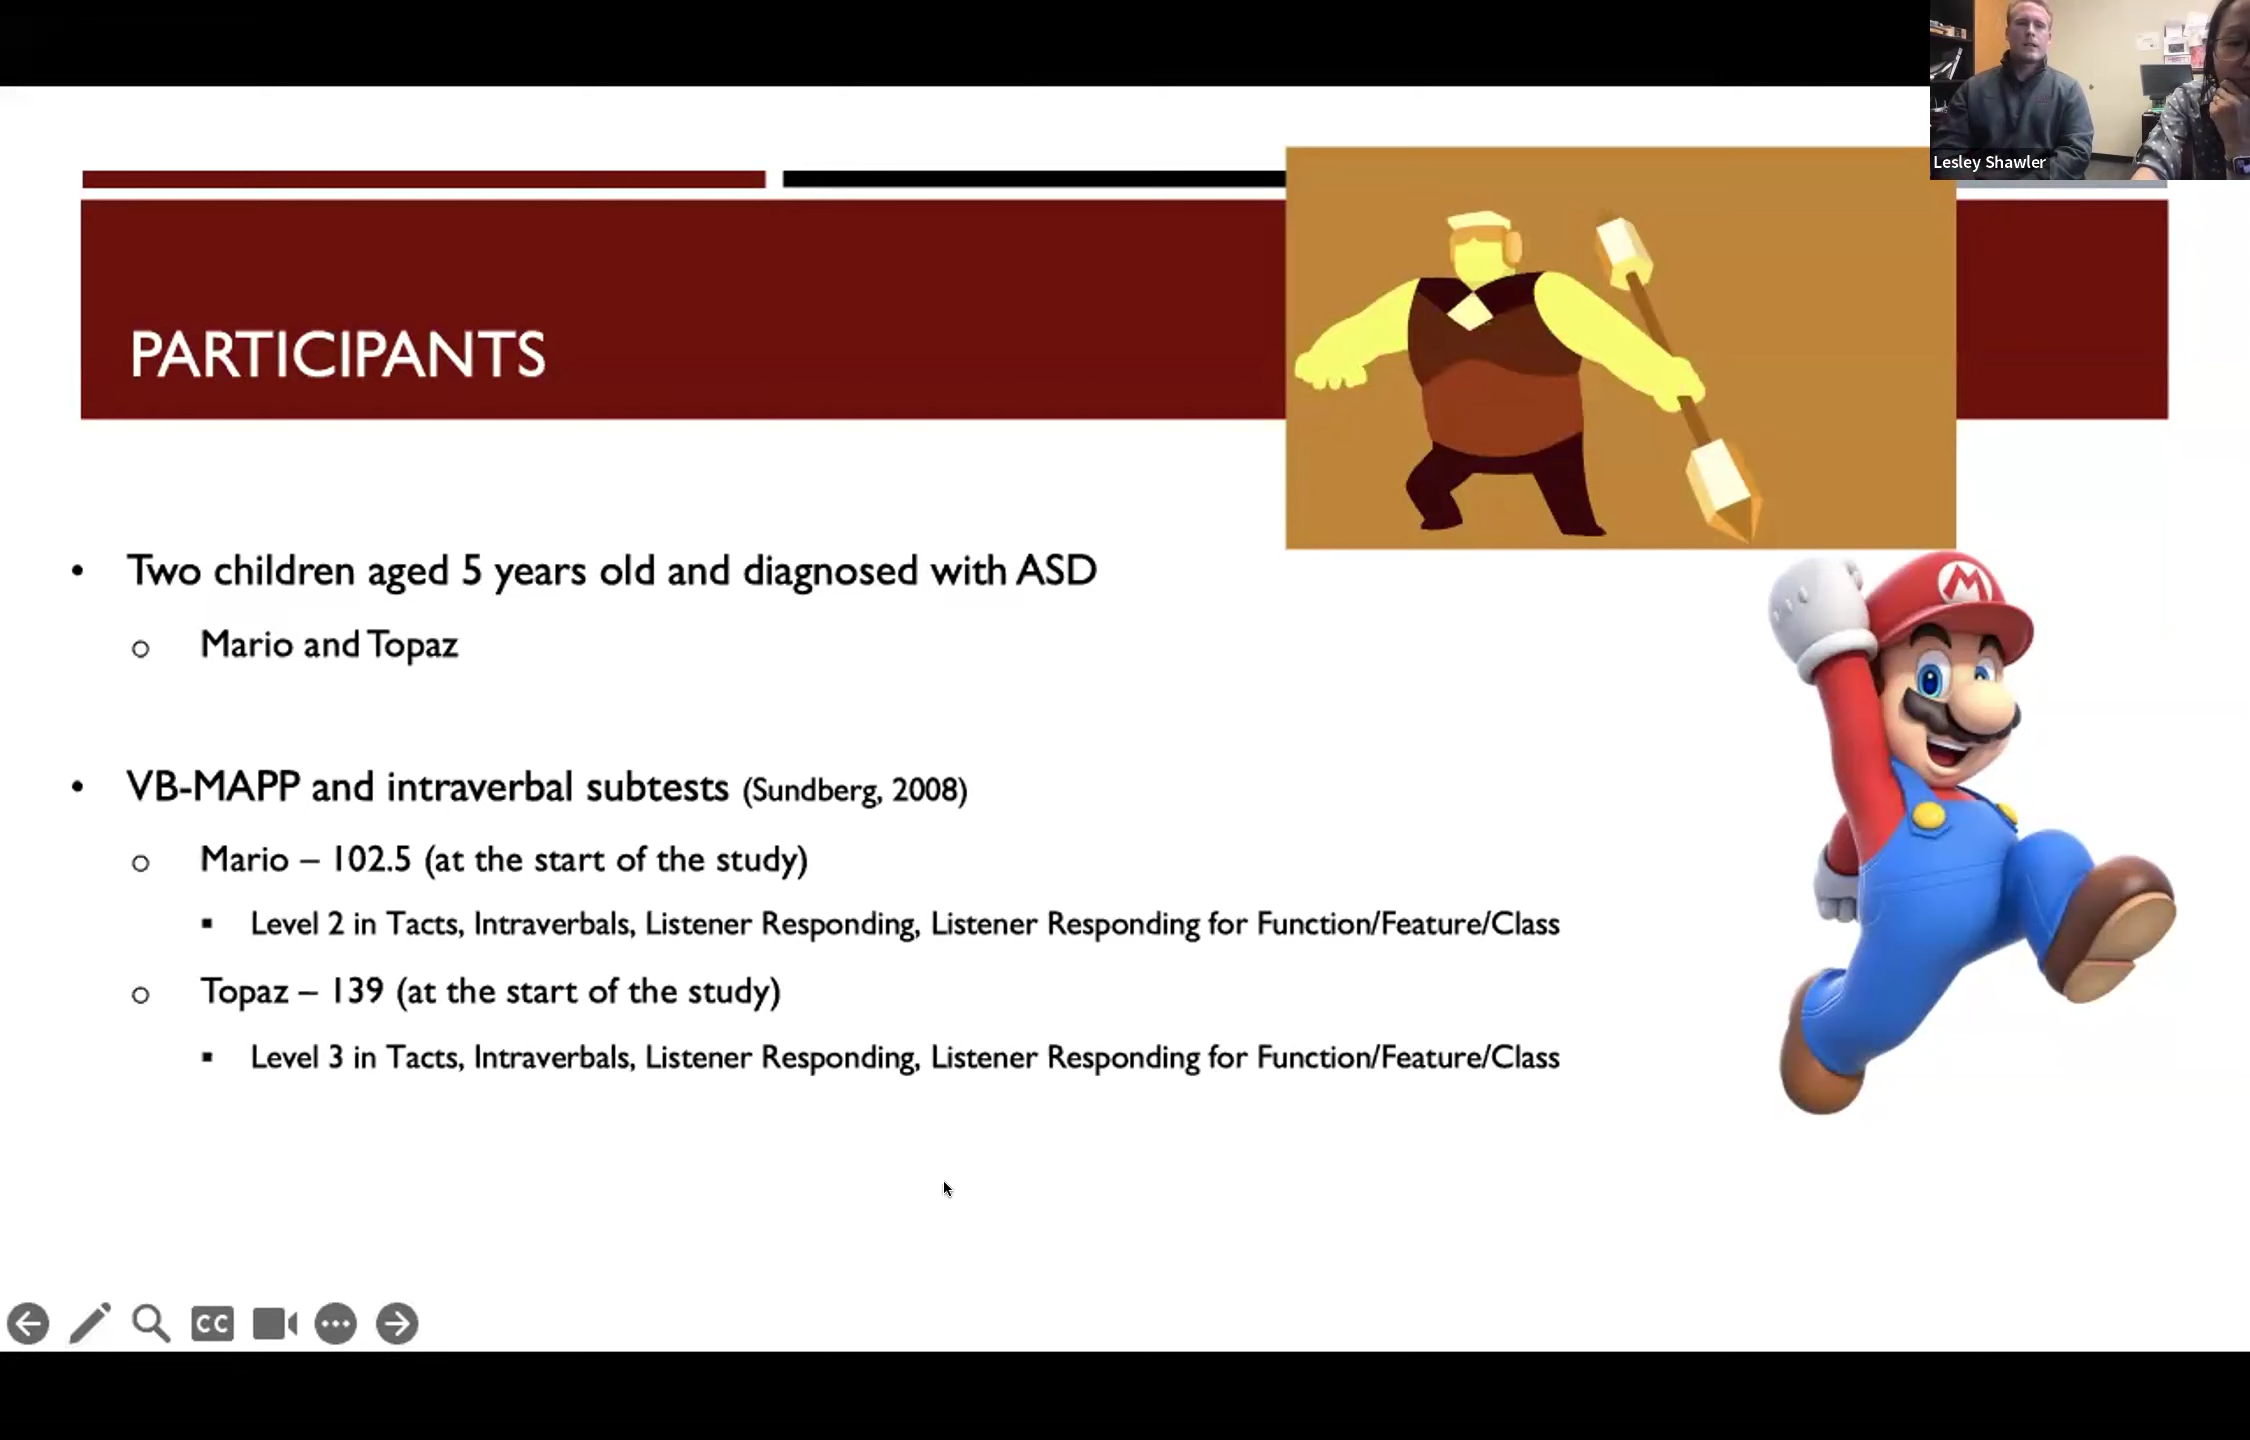 Lesley Shawler
PARTICIPANTS
• Two children aged 5 years old and diagnosed with ASD
o Mario and Topaz
• VB-MAPP and intraverbal subtests (Sundberg, 2008)
o Mario – 102.5 (at the start of the study)
▪ Level 2 in Tacts, Intraverbals, Listener Responding, Listener Responding for Function/Feature/Class
o Topaz – 139 (at the start of the study)
▪ Level 3 in Tacts, Intraverbals, Listener Responding, Listener Responding for Function/Feature/Class
M
CC